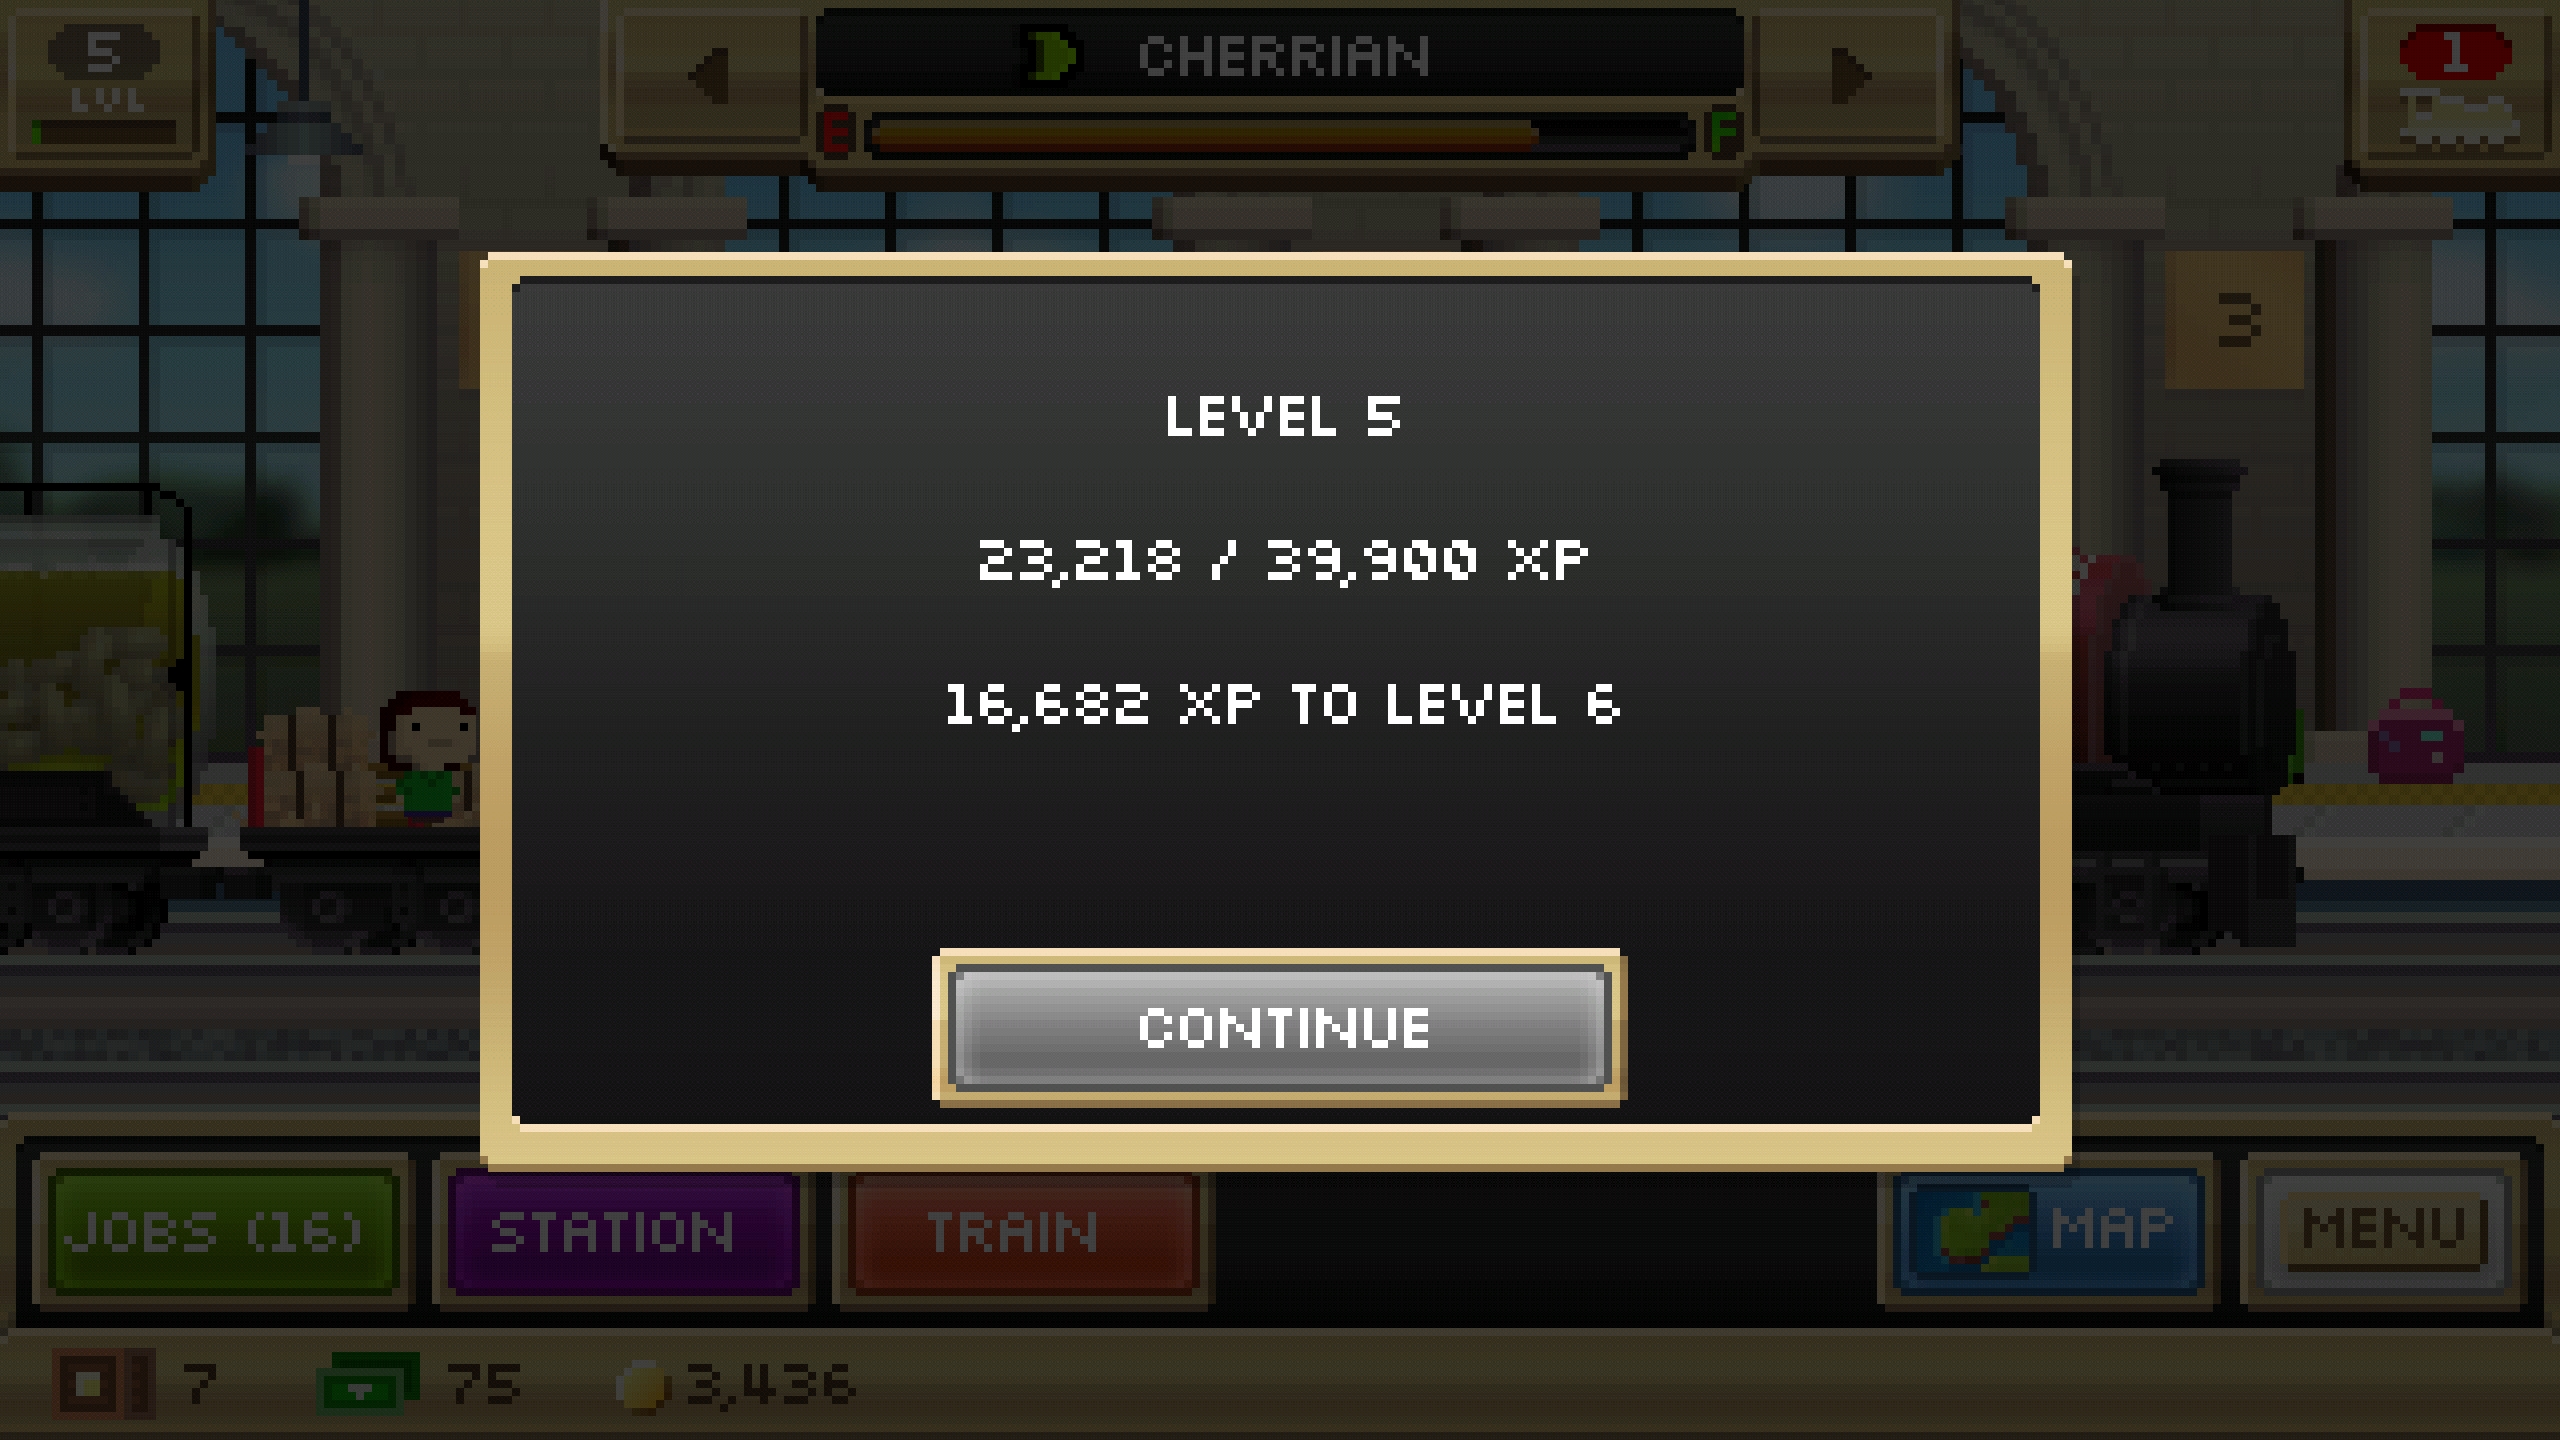 5
LVL
CHERRIAN
E F
1
3
LEVEL 5
23,218 / 39,900 XP
16,682 XP TO LEVEL 6
CONTINUE
JOBS (16)
STATION
TRAIN
MAP
MENU
7
75
3,436